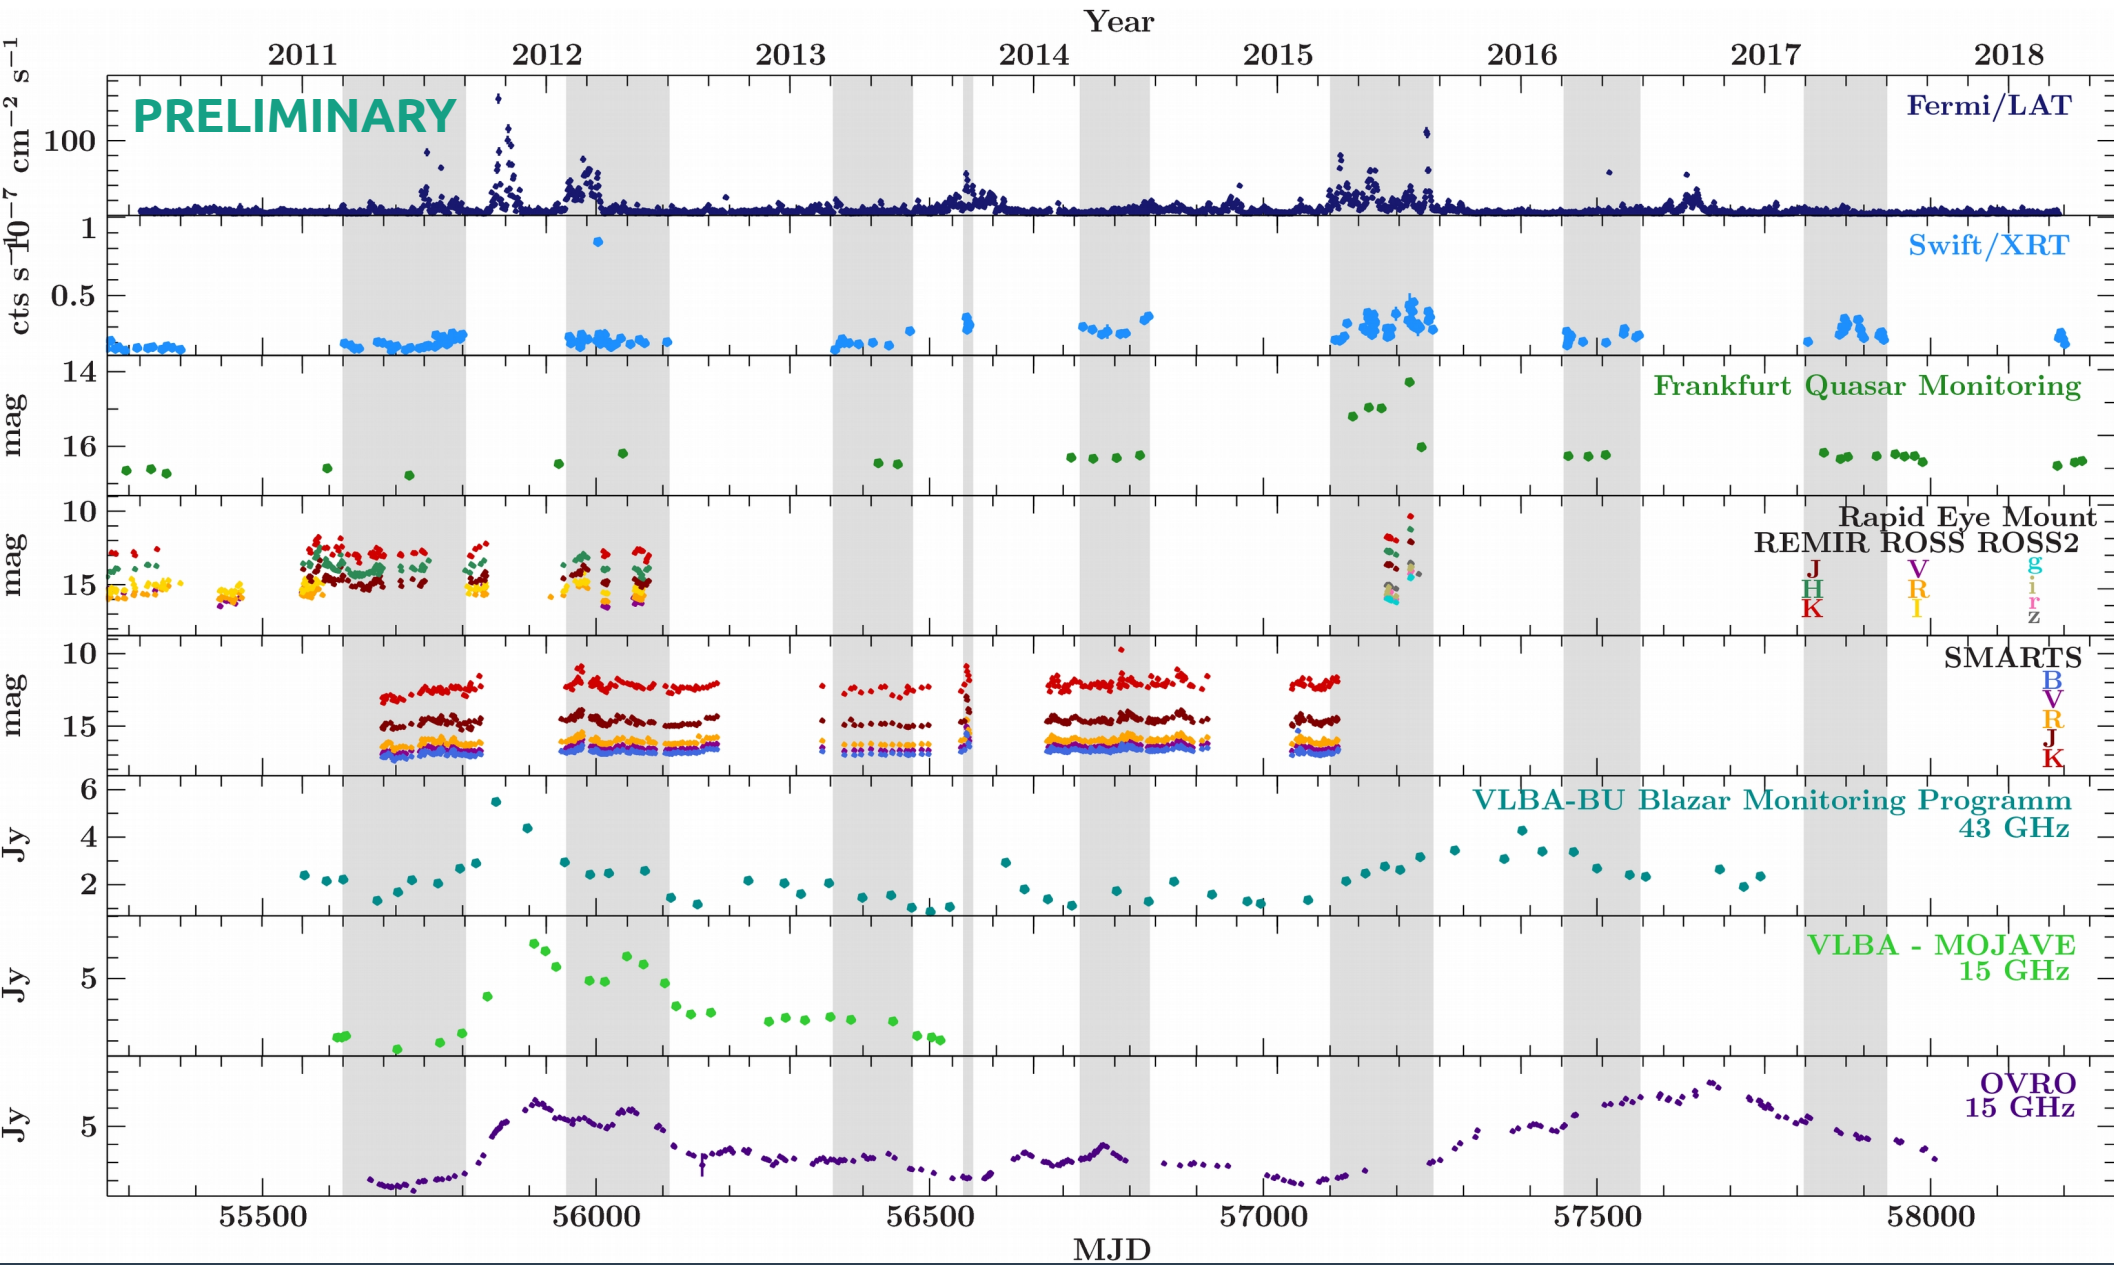 Year
2011 2012 2013 2014 2015 2016 2017 2018
PRELIMINARY
Fermi/LAT
100
10⁻⁷ cm⁻² s⁻¹
Swift/XRT
1
0.5
cts s⁻¹
Frankfurt Quasar Monitoring
14
16
mag
Rapid Eye Mount
REMIR ROSS ROSS2
J V g
H R i
K I r
z
10
15
mag
SMARTS
B
V
R
J
K
10
15
mag
VLBA-BU Blazar Monitoring Programm
43 GHz
6
4
2
Jy
VLBA - MOJAVE
15 GHz
5
Jy
OVRO
15 GHz
5
Jy
55500 56000 56500 57000 57500 58000
MJD